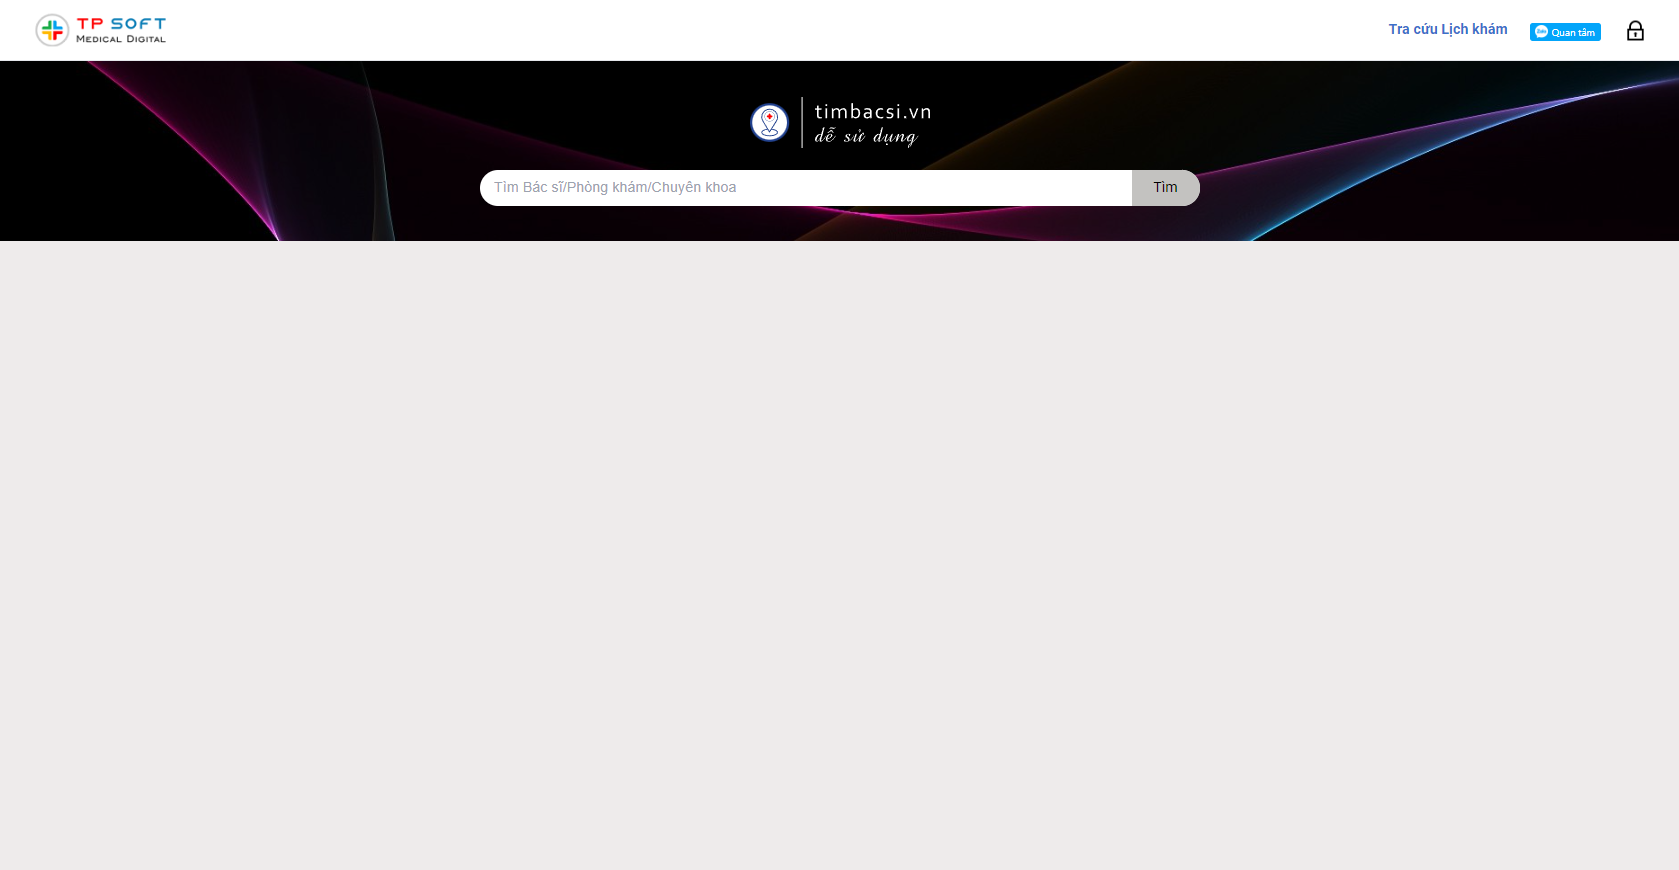 TP SOFT
MEDICAL DIGITAL
Tra cứu Lịch khám
Zalo Quan tâm
timbacsi.vn
dễ sử dụng
Tìm Bác sĩ/Phòng khám/Chuyên khoa
Tìm